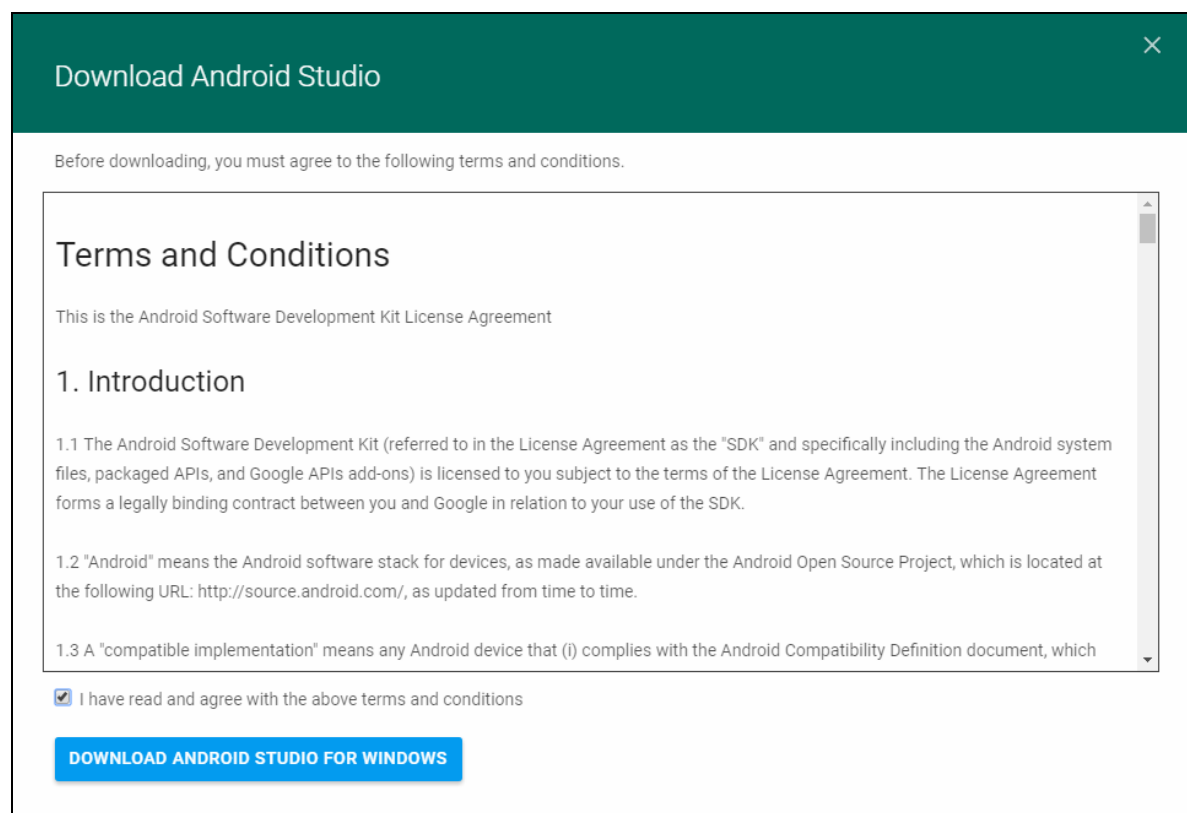 Download Android Studio
Before downloading, you must agree to the following terms and conditions.
Terms and Conditions
This is the Android Software Development Kit License Agreement
1. Introduction
1.1 The Android Software Development Kit (referred to in the License Agreement as the "SDK" and specifically including the Android system
files, packaged APIs, and Google APIs add-ons) is licensed to you subject to the terms of the License Agreement. The License Agreement
forms a legally binding contract between you and Google in relation to your use of the SDK.
1.2 "Android" means the Android software stack for devices, as made available under the Android Open Source Project, which is located at
the following URL: http://source.android.com/, as updated from time to time.
1.3 A "compatible implementation" means any Android device that (i) complies with the Android Compatibility Definition document, which
I have read and agree with the above terms and conditions
DOWNLOAD ANDROID STUDIO FOR WINDOWS